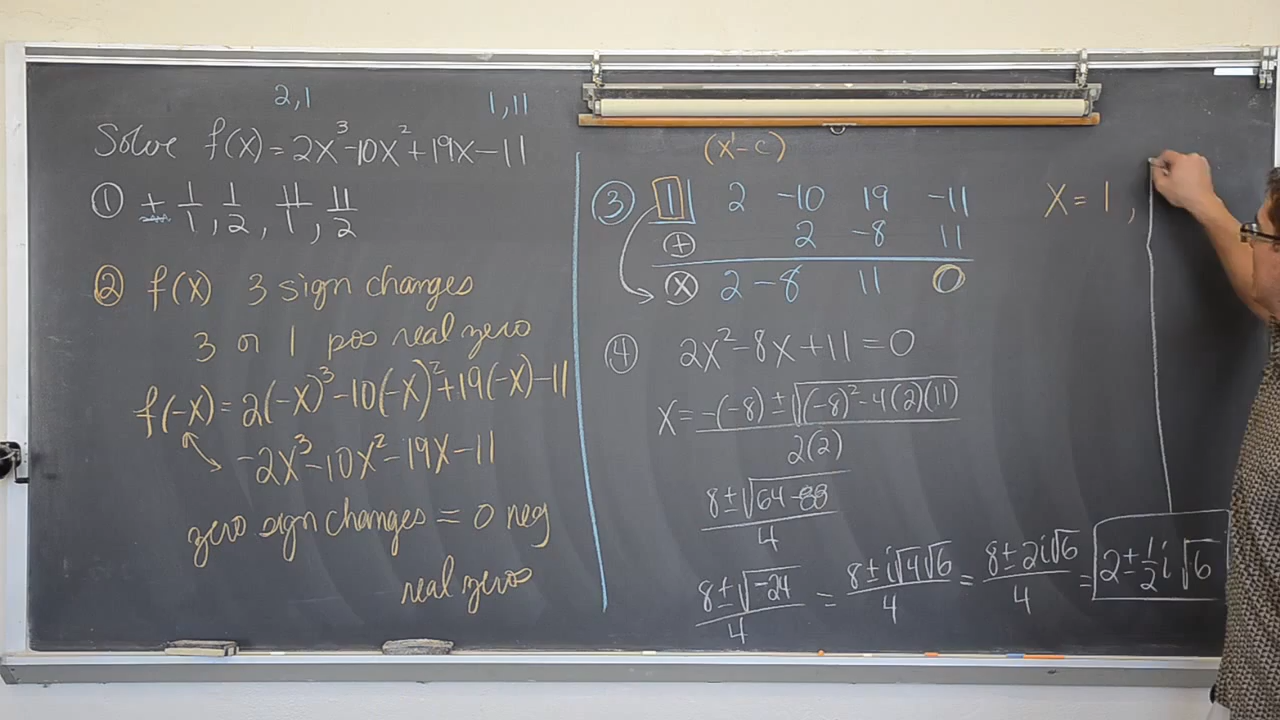 2,1 1,11
Solve f(x)=2x³-10x²+19x-11
① ± 1/1, 1/2, 11/1, 11/2
② f(x) 3 sign changes
3 or 1 pos real zero
f(-x)=2(-x)³-10(-x)²+19(-x)-11
-2x³-10x²-19x-11
zero sign changes = 0 neg
real zero
(x¹-c)
③ 1 2 -10 19 -11
⊕ 2 -8 11
ⓧ 2 -8 11 0
④ 2x²-8x+11=0
x= -(-8)±√((-8)²-4(2)(11)) / 2(2)
8±√(64-88) / 4
8±√(-24) / 4 = 8±i√4√6 / 4 = 8±2i√6 / 4 = 2±1/2 i√6
x=1,